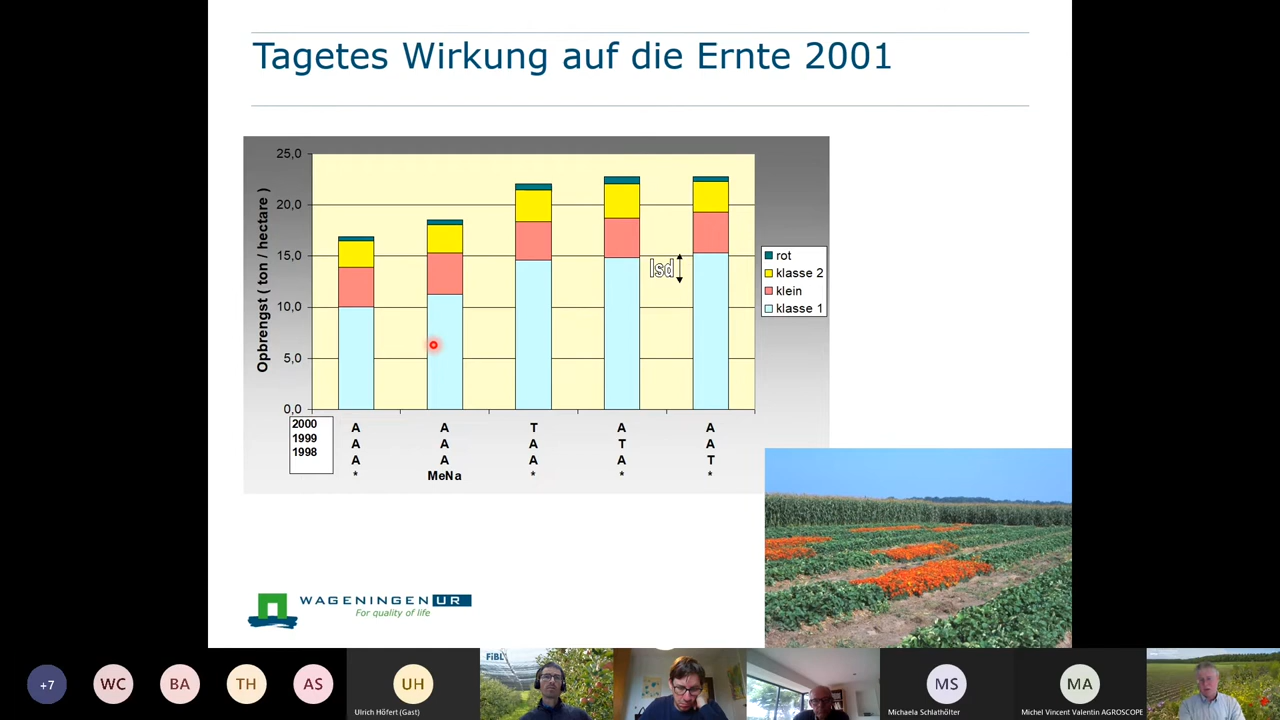 Tagetes Wirkung auf die Ernte 2001
Opbrengst ( ton / hectare )
25,0
20,0
15,0
10,0
5,0
0,0
lsd
rot
klasse 2
klein
klasse 1
2000
1999
1998
A A T A A
A A A T A
A A A A T
* MeNa * * *
WAGENINGEN UR
For quality of life
+7
WC
BA
TH
AS
UH
Ulrich Höfert (Gast)
FiBL
MS
Michaela Schlathölter
MA
Michel Vincent Valentin AGROSCOPE